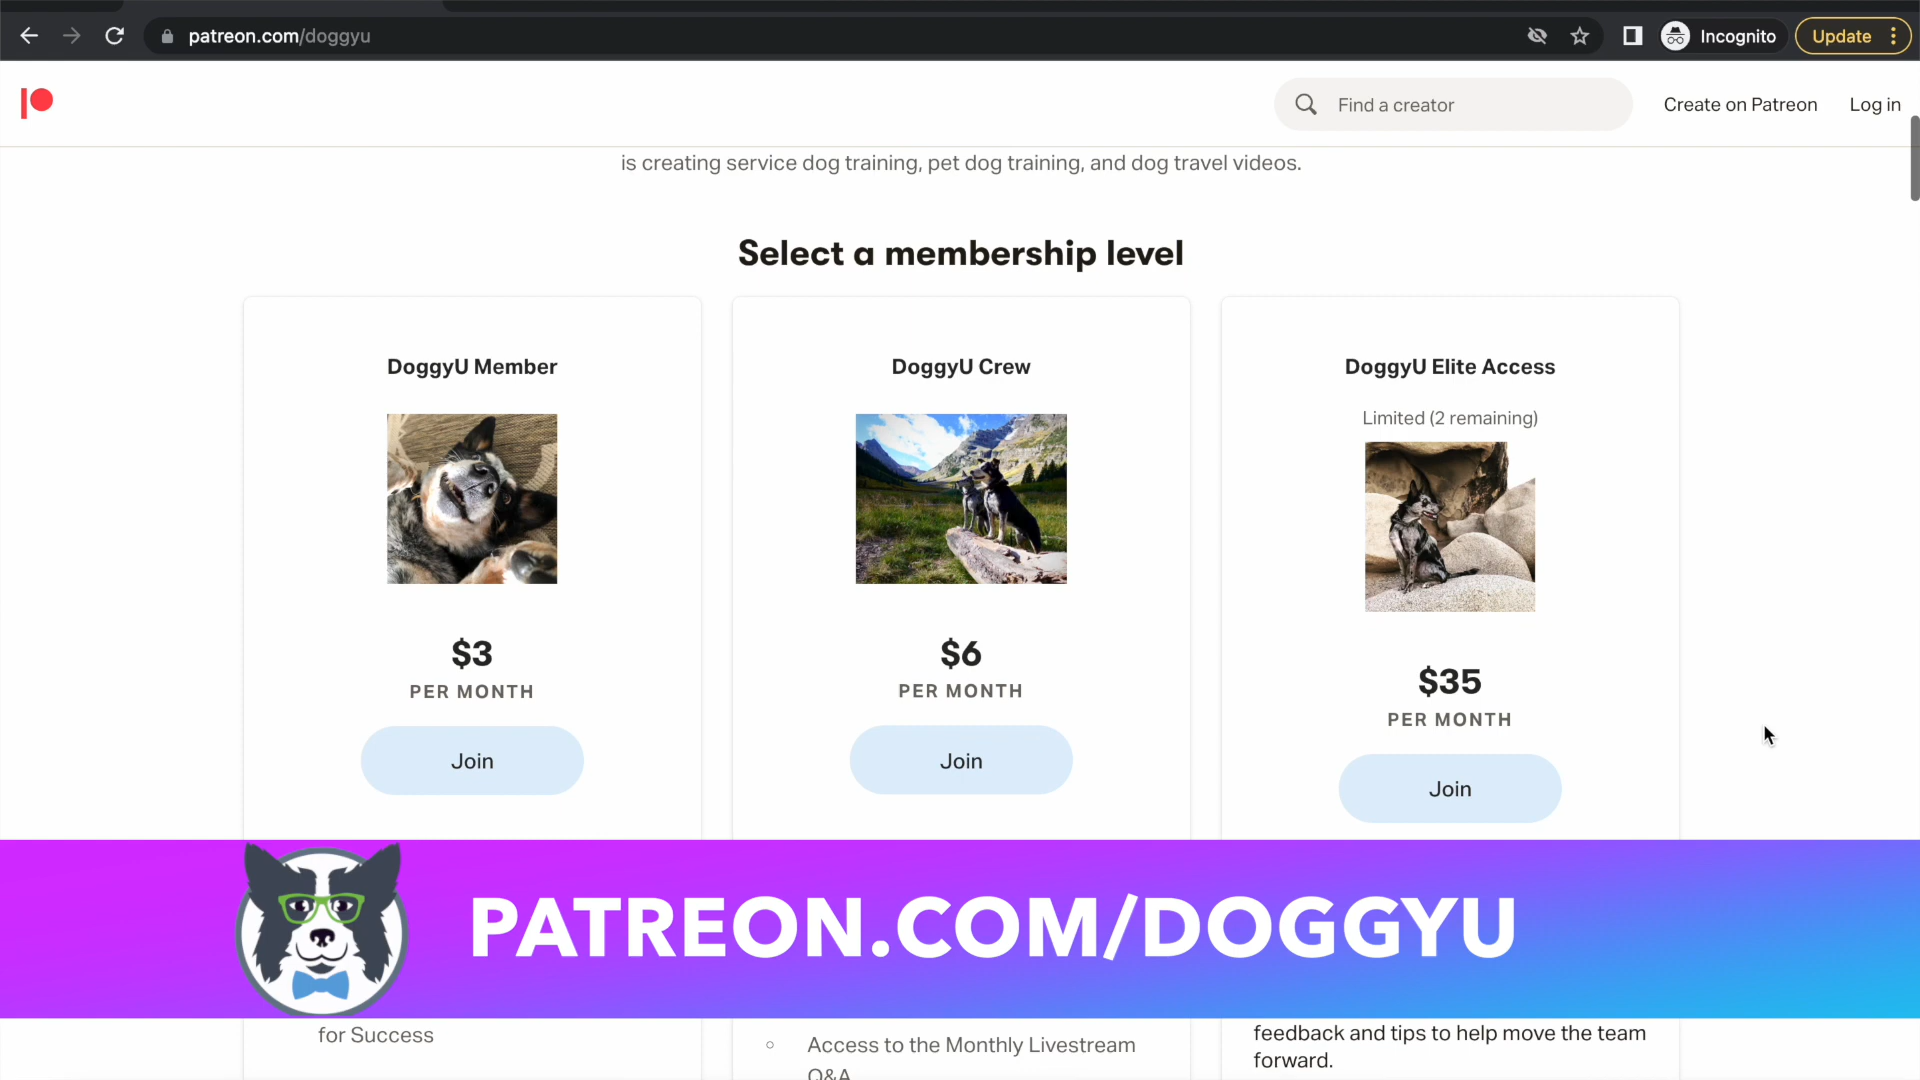 patreon.com/doggyu
Incognito
Update
Find a creator
Create on Patreon
Log in
is creating service dog training, pet dog training, and dog travel videos.
Select a membership level
DoggyU Member
$3
PER MONTH
Join
DoggyU Crew
$6
PER MONTH
Join
DoggyU Elite Access
Limited (2 remaining)
$35
PER MONTH
Join
PATREON.COM/DOGGYU
for Success
Access to the Monthly Livestream
Q&A
feedback and tips to help move the team
forward.